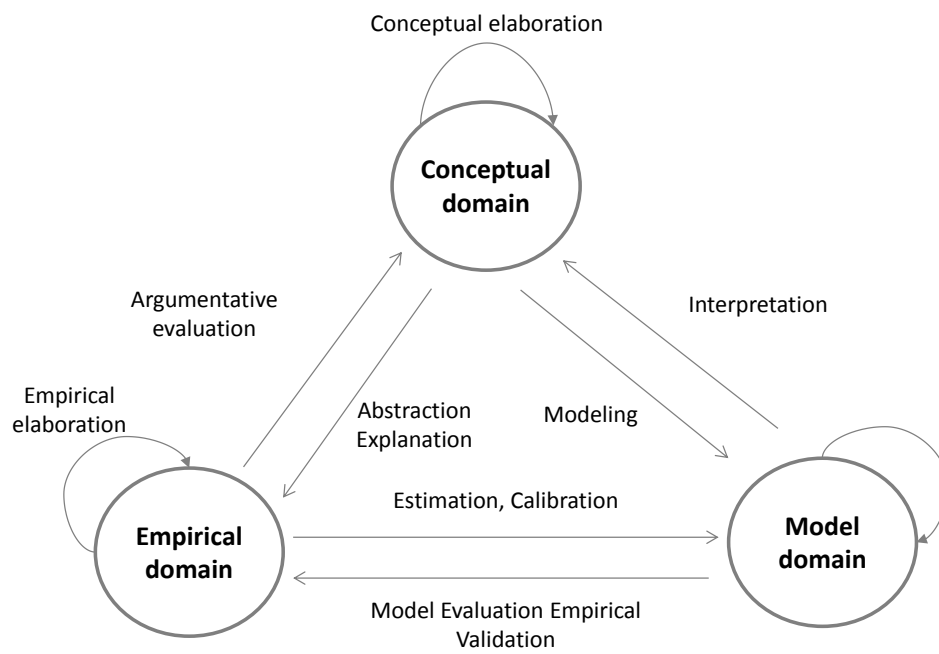 Conceptual elaboration
Conceptual
domain
Argumentative
evaluation
Interpretation
Empirical
elaboration
Abstraction
Explanation
Modeling
Estimation, Calibration
Empirical
domain
Model
domain
Model Evaluation Empirical
Validation